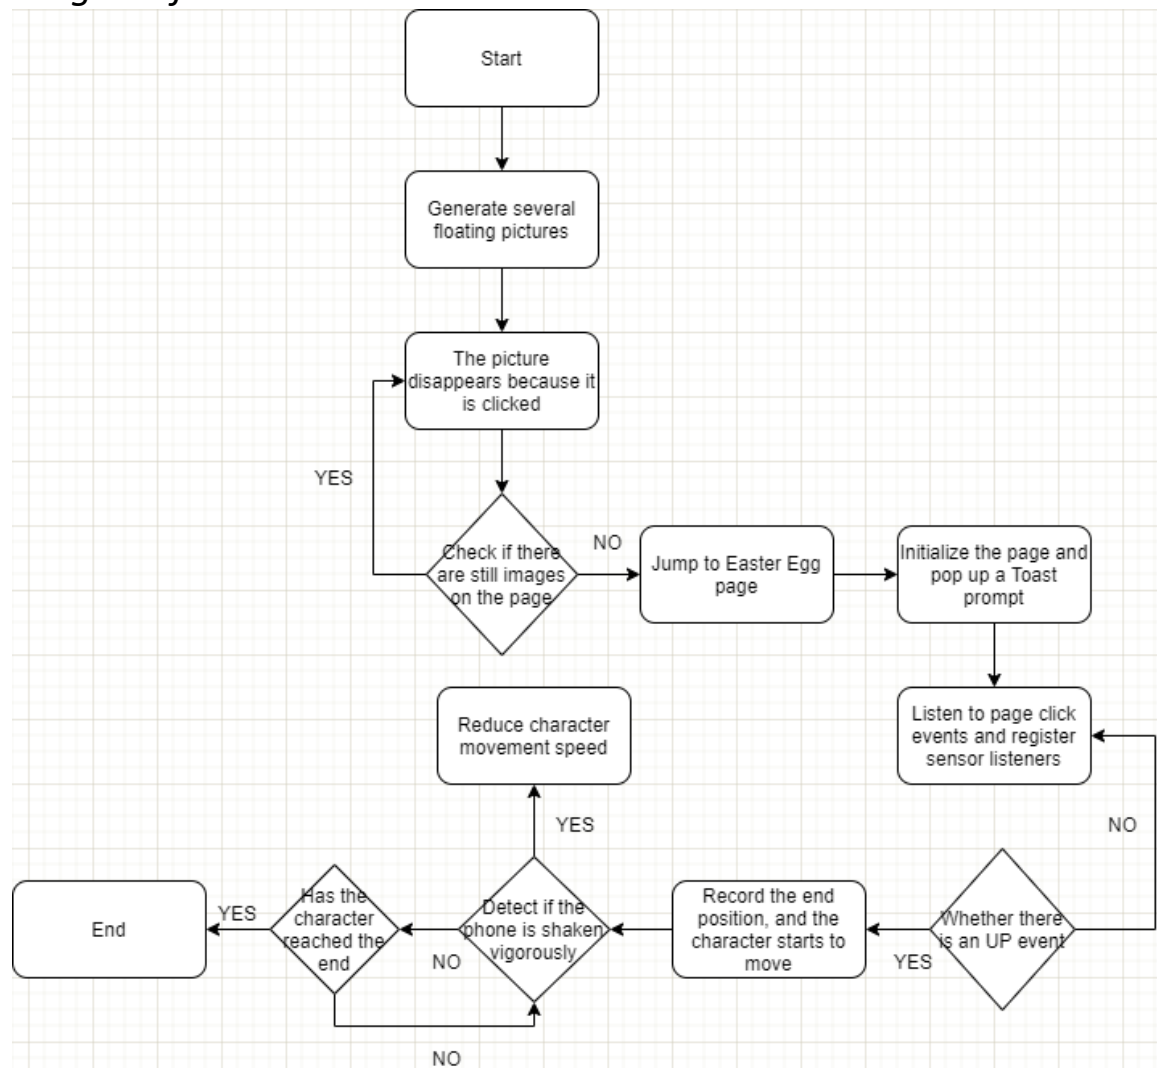 Start
Generate several
floating pictures
The picture
disappears because it
is clicked
YES
Check if there
are still images
on the page
NO
Jump to Easter Egg
page
Initialize the page and
pop up a Toast
prompt
Listen to page click
events and register
sensor listeners
NO
Whether there
is an UP event
YES
Record the end
position, and the
character starts to
move
Detect if the
phone is shaken
vigorously
YES
Reduce character
movement speed
NO
Has the
character
reached the
end
NO
YES
End